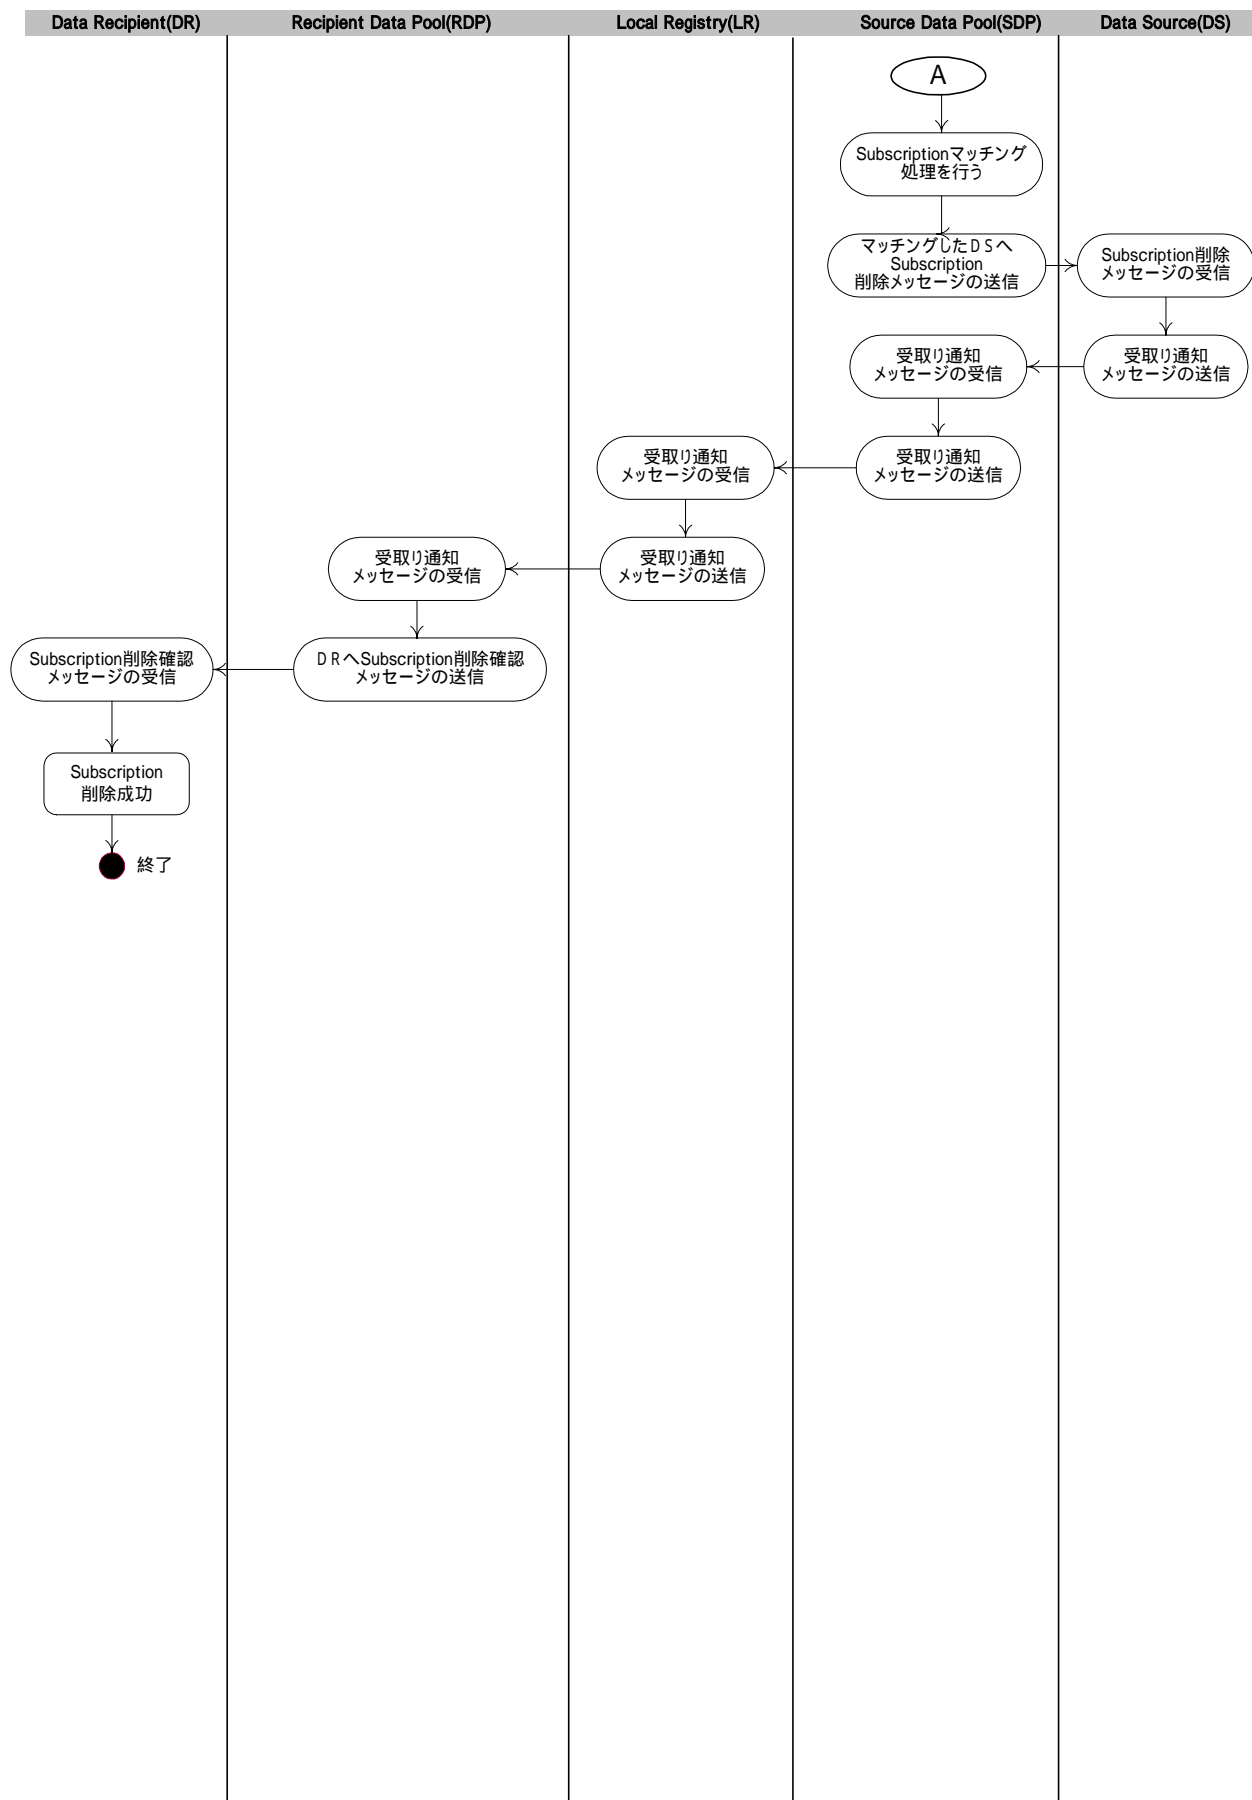 Data Recipient(DR)
Recipient Data Pool(RDP)
Local Registry(LR)
Source Data Pool(SDP)
Data Source(DS)
A
Subscriptionマッチング
処理を行う
マッチングしたDSへ
Subscription
削除メッセージの送信
Subscription削除
メッセージの受信
受取り通知
メッセージの受信
受取り通知
メッセージの送信
受取り通知
メッセージの受信
受取り通知
メッセージの送信
受取り通知
メッセージの受信
受取り通知
メッセージの送信
Subscription削除確認
メッセージの受信
DRへSubscription削除確認
メッセージの送信
Subscription
削除成功
終了